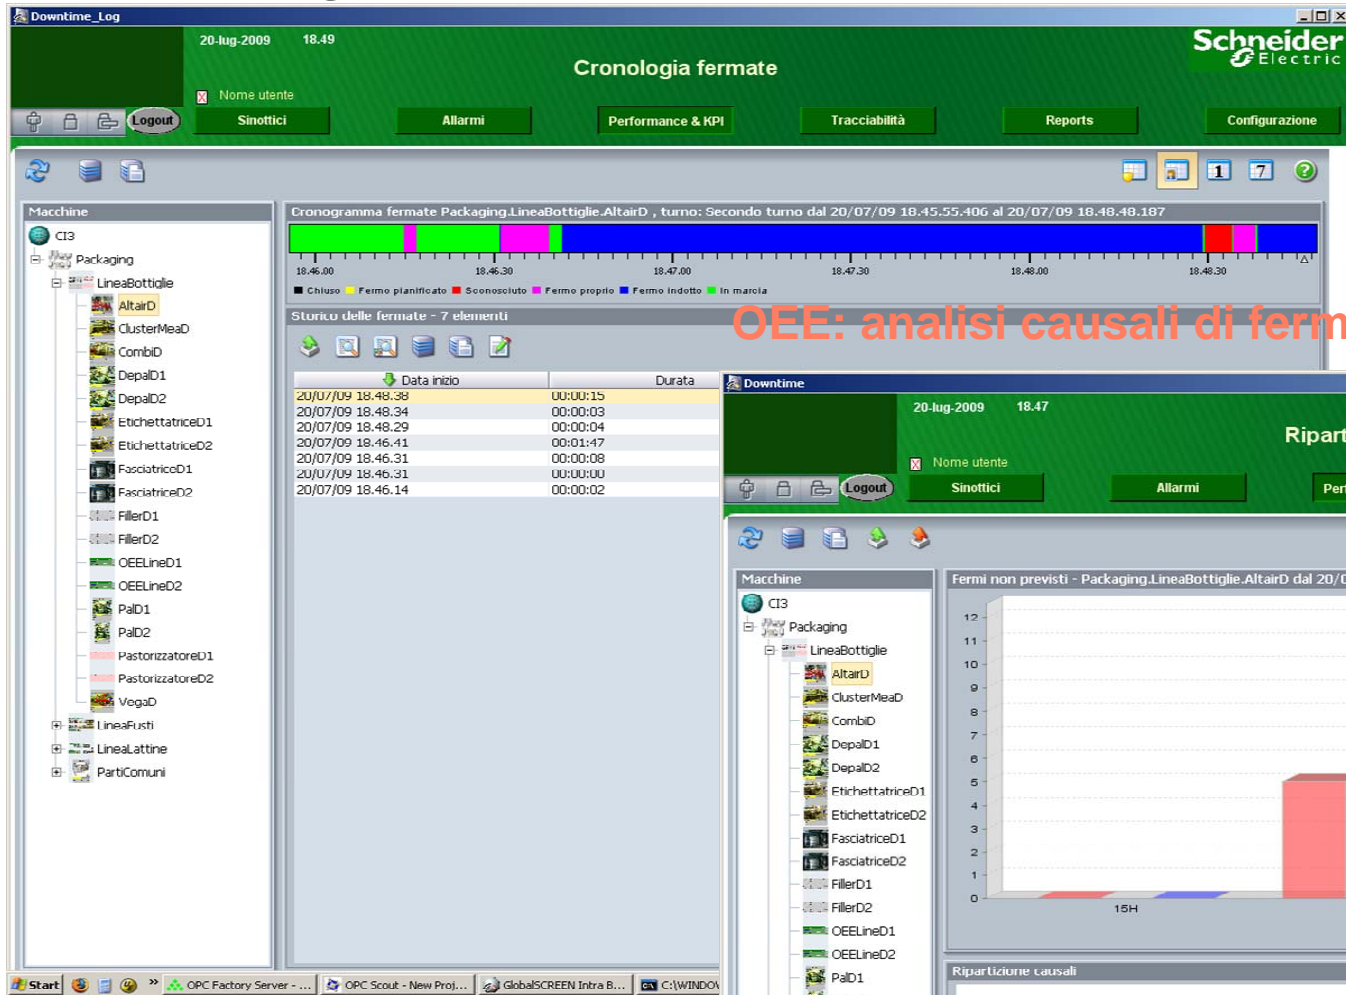 Downtime_Log
20-lug-2009 18.49
Cronologia fermate
Schneider
Electric
Nome utente
Logout
Sinottici
Allarmi
Performance & KPI
Tracciabilità
Reports
Configurazione
1
7
Macchine
CI3
Packaging
LineaBottiglie
AltairD
ClusterMeaD
CombiD
DepalD1
DepalD2
EtichettatriceD1
EtichettatriceD2
FasciatriceD1
FasciatriceD2
FillerD1
FillerD2
OEELineD1
OEELineD2
PalD1
PalD2
PastorizzatoreD1
PastorizzatoreD2
VegaD
LineaFusti
LineaLattine
PartiComuni
Cronogramma fermate Packaging.LineaBottiglie.AltairD , turno: Secondo turno dal 20/07/09 18.45.55.406 al 20/07/09 18.48.48.187
18.46.00 18.46.30 18.47.00 18.47.30 18.48.00 18.48.30
Chiuso Fermo pianificato Sconosciuto Fermo proprio Fermo indotto In marcia
Storico delle fermate - 7 elementi
OEE: analisi causali di ferm
Data inizio Durata
20/07/09 18.48.38 00:00:15
20/07/09 18.48.34 00:00:03
20/07/09 18.48.29 00:00:04
20/07/09 18.46.41 00:01:47
20/07/09 18.46.31 00:00:08
20/07/09 18.46.31 00:00:00
20/07/09 18.46.14 00:00:02
Downtime
20-lug-2009 18.47
Ripart
Nome utente
Logout
Sinottici
Allarmi
Per
Macchine
CI3
Packaging
LineaBottiglie
AltairD
ClusterMeaD
CombiD
DepalD1
DepalD2
EtichettatriceD1
EtichettatriceD2
FasciatriceD1
FasciatriceD2
FillerD1
FillerD2
OEELineD1
OEELineD2
PalD1
Fermi non previsti - Packaging.LineaBottiglie.AltairD dal 20/0
12
11
10
9
8
7
6
5
4
3
2
1
0
15H
Ripartizione causali
Start
»
OPC Factory Server - ...
OPC Scout - New Proj...
GlobalSCREEN Intra B...
C:\WINDOW